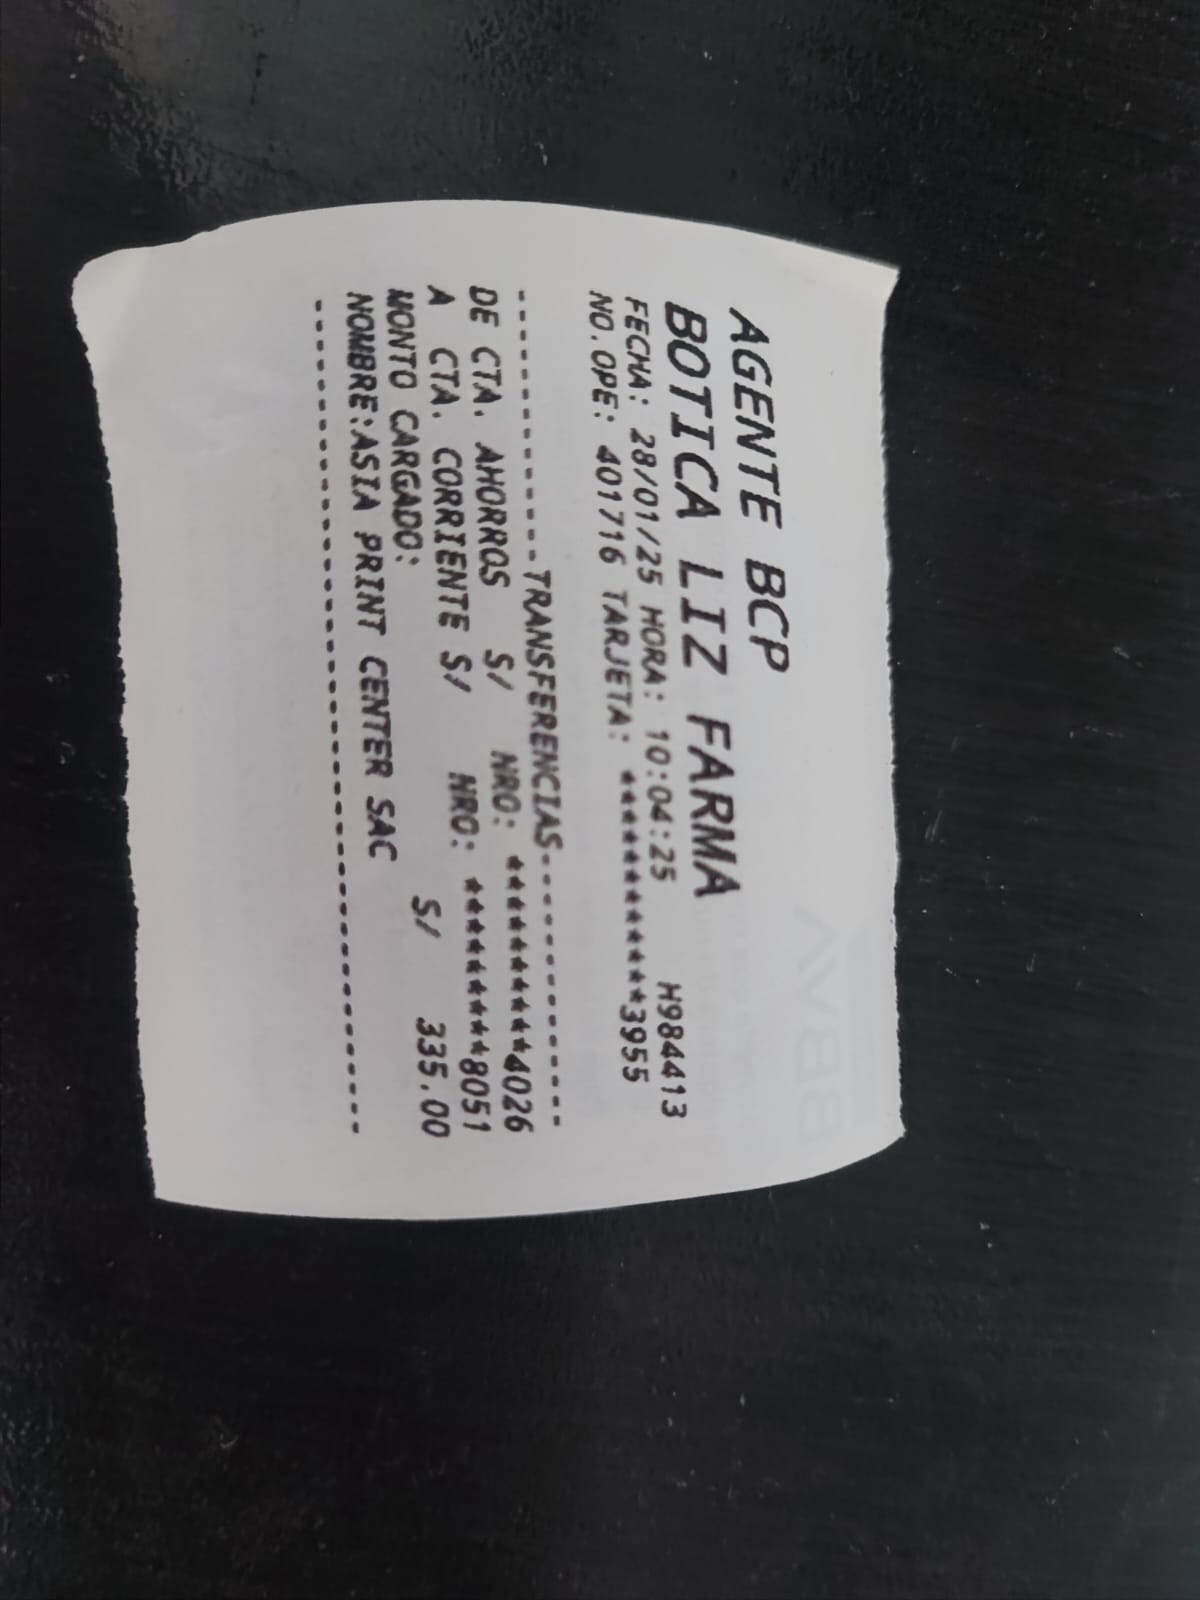 AGENTE BCP
BOTICA LIZ FARMA
FECHA: 28/01/25 HORA: 10:04:25 H984413
NO.OPE: 401716 TARJETA: ************3955
------------TRANSFERENCIAS------------
DE CTA. AHORROS S/ NRO: **********4026
A CTA. CORRIENTE S/ NRO: *********8051
MONTO CARGADO: S/ 335.00
NOMBRE:ASIA PRINT CENTER SAC
--------------------------------------